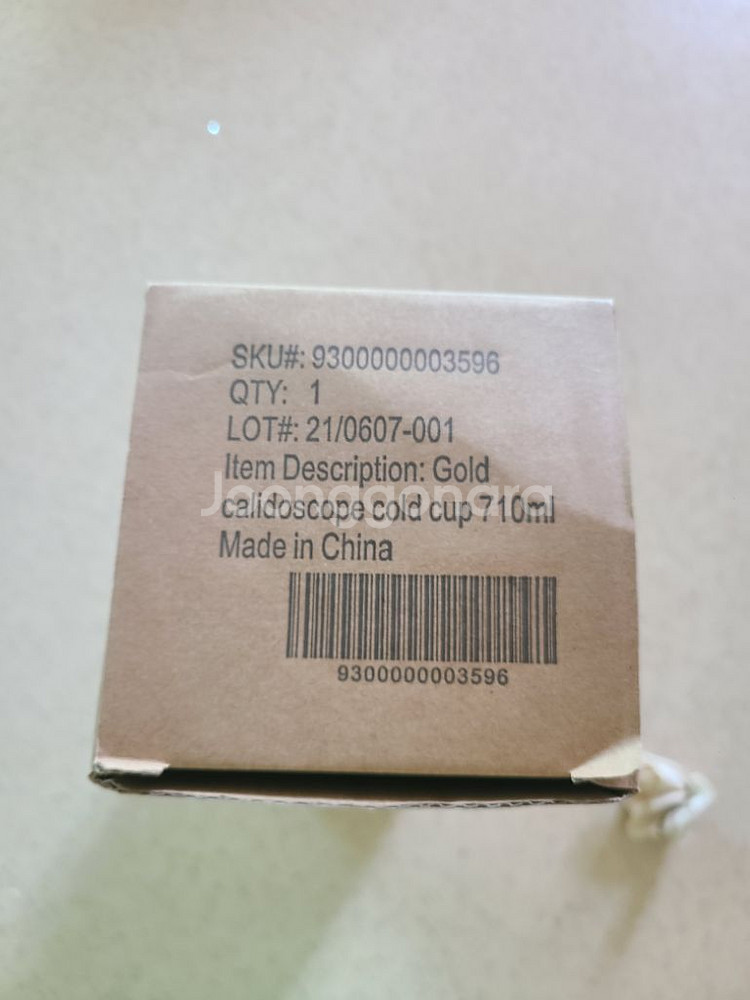 SKU#: 9300000003596
QTY: 1
LOT#: 21/0607-001
Item Description: Gold
Joonggonara
calidoscope cold cup 710ml
Made in China
9300000003596